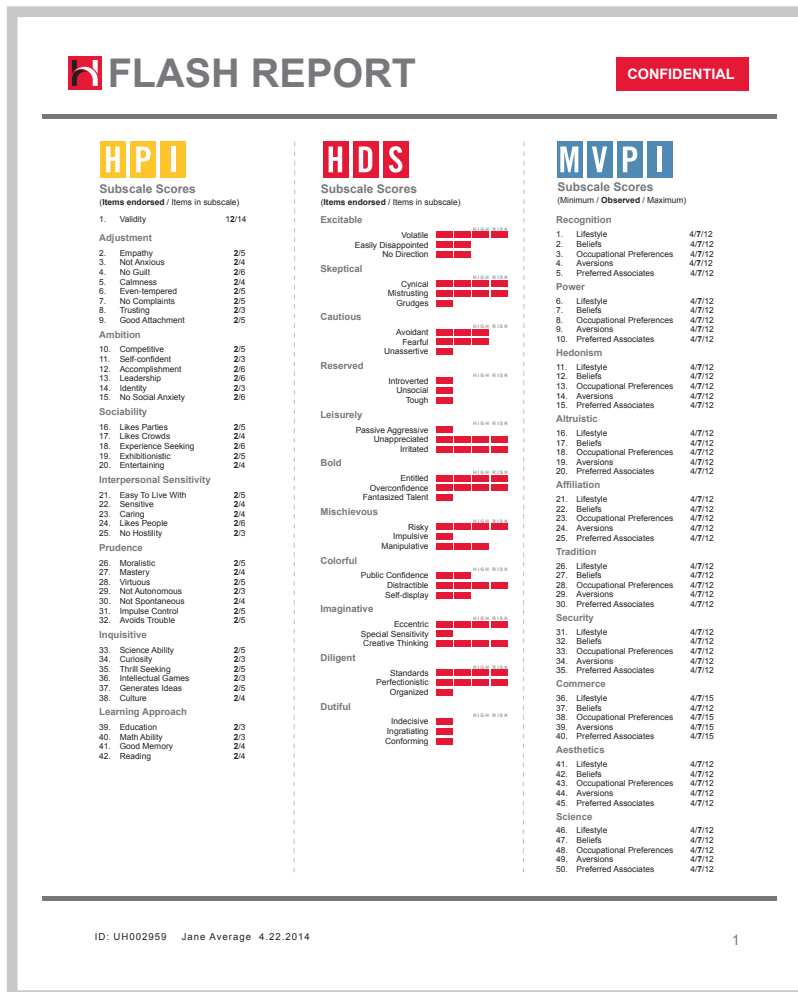 FLASH REPORT
CONFIDENTIAL
HPI
Subscale Scores
(Items endorsed / Items in subscale)
1. Validity 12/14
Adjustment
2. Empathy 2/5
3. Not Anxious 2/4
4. No Guilt 2/6
5. Calmness 2/4
6. Even-tempered 2/5
7. No Complaints 2/5
8. Trusting 2/3
9. Good Attachment 2/5
Ambition
10. Competitive 2/5
11. Self-confident 2/3
12. Accomplishment 2/6
13. Leadership 2/6
14. Identity 2/3
15. No Social Anxiety 2/6
Sociability
16. Likes Parties 2/5
17. Likes Crowds 2/4
18. Experience Seeking 2/6
19. Exhibitionistic 2/5
20. Entertaining 2/4
Interpersonal Sensitivity
21. Easy To Live With 2/5
22. Sensitive 2/4
23. Caring 2/4
24. Likes People 2/6
25. No Hostility 2/3
Prudence
26. Moralistic 2/5
27. Mastery 2/4
28. Virtuous 2/5
29. Not Autonomous 2/3
30. Not Spontaneous 2/4
31. Impulse Control 2/5
32. Avoids Trouble 2/5
Inquisitive
33. Science Ability 2/5
34. Curiosity 2/3
35. Thrill Seeking 2/5
36. Intellectual Games 2/3
37. Generates Ideas 2/5
38. Culture 2/4
Learning Approach
39. Education 2/3
40. Math Ability 2/3
41. Good Memory 2/4
42. Reading 2/4
HDS
Subscale Scores
(Items endorsed / Items in subscale)
Excitable
HIGH RISK
Volatile
Easily Disappointed
No Direction
Skeptical
HIGH RISK
Cynical
Mistrusting
Grudges
Cautious
HIGH RISK
Avoidant
Fearful
Unassertive
Reserved
HIGH RISK
Introverted
Unsocial
Tough
Leisurely
HIGH RISK
Passive Aggressive
Unappreciated
Irritated
Bold
HIGH RISK
Entitled
Overconfidence
Fantasized Talent
Mischievous
HIGH RISK
Risky
Impulsive
Manipulative
Colorful
HIGH RISK
Public Confidence
Distractible
Self-display
Imaginative
HIGH RISK
Eccentric
Special Sensitivity
Creative Thinking
Diligent
HIGH RISK
Standards
Perfectionistic
Organized
Dutiful
HIGH RISK
Indecisive
Ingratiating
Conforming
MVPI
Subscale Scores
(Minimum / Observed / Maximum)
Recognition
1. Lifestyle 4/7/12
2. Beliefs 4/7/12
3. Occupational Preferences 4/7/12
4. Aversions 4/7/12
5. Preferred Associates 4/7/12
Power
6. Lifestyle 4/7/12
7. Beliefs 4/7/12
8. Occupational Preferences 4/7/12
9. Aversions 4/7/12
10. Preferred Associates 4/7/12
Hedonism
11. Lifestyle 4/7/12
12. Beliefs 4/7/12
13. Occupational Preferences 4/7/12
14. Aversions 4/7/12
15. Preferred Associates 4/7/12
Altruistic
16. Lifestyle 4/7/12
17. Beliefs 4/7/12
18. Occupational Preferences 4/7/12
19. Aversions 4/7/12
20. Preferred Associates 4/7/12
Affiliation
21. Lifestyle 4/7/12
22. Beliefs 4/7/12
23. Occupational Preferences 4/7/12
24. Aversions 4/7/12
25. Preferred Associates 4/7/12
Tradition
26. Lifestyle 4/7/12
27. Beliefs 4/7/12
28. Occupational Preferences 4/7/12
29. Aversions 4/7/12
30. Preferred Associates 4/7/12
Security
31. Lifestyle 4/7/12
32. Beliefs 4/7/12
33. Occupational Preferences 4/7/12
34. Aversions 4/7/12
35. Preferred Associates 4/7/12
Commerce
36. Lifestyle 4/7/15
37. Beliefs 4/7/12
38. Occupational Preferences 4/7/15
39. Aversions 4/7/15
40. Preferred Associates 4/7/15
Aesthetics
41. Lifestyle 4/7/12
42. Beliefs 4/7/12
43. Occupational Preferences 4/7/12
44. Aversions 4/7/12
45. Preferred Associates 4/7/12
Science
46. Lifestyle 4/7/12
47. Beliefs 4/7/12
48. Occupational Preferences 4/7/12
49. Aversions 4/7/12
50. Preferred Associates 4/7/12
ID: UH002959 Jane Average 4.22.2014
1